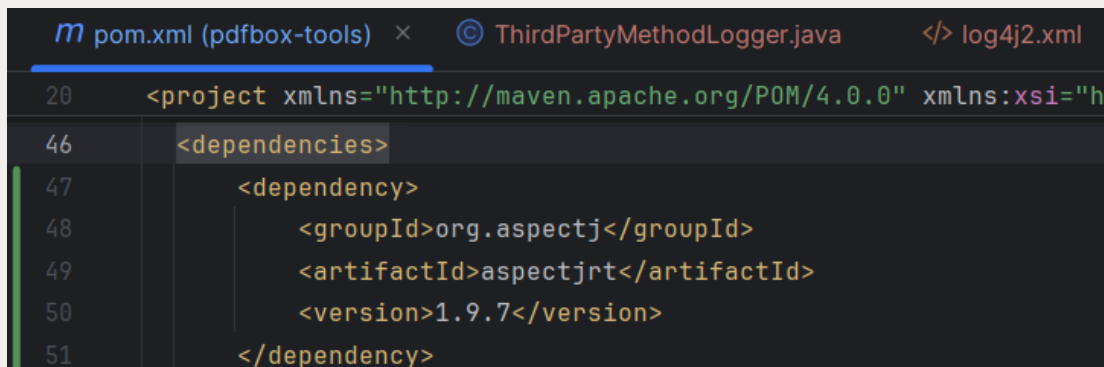 m pom.xml (pdfbox-tools) × © ThirdPartyMethodLogger.java </> log4j2.xml
20 <project xmlns="http://maven.apache.org/POM/4.0.0" xmlns:xsi="h
46 <dependencies>
47 <dependency>
48 <groupId>org.aspectj</groupId>
49 <artifactId>aspectjrt</artifactId>
50 <version>1.9.7</version>
51 </dependency>